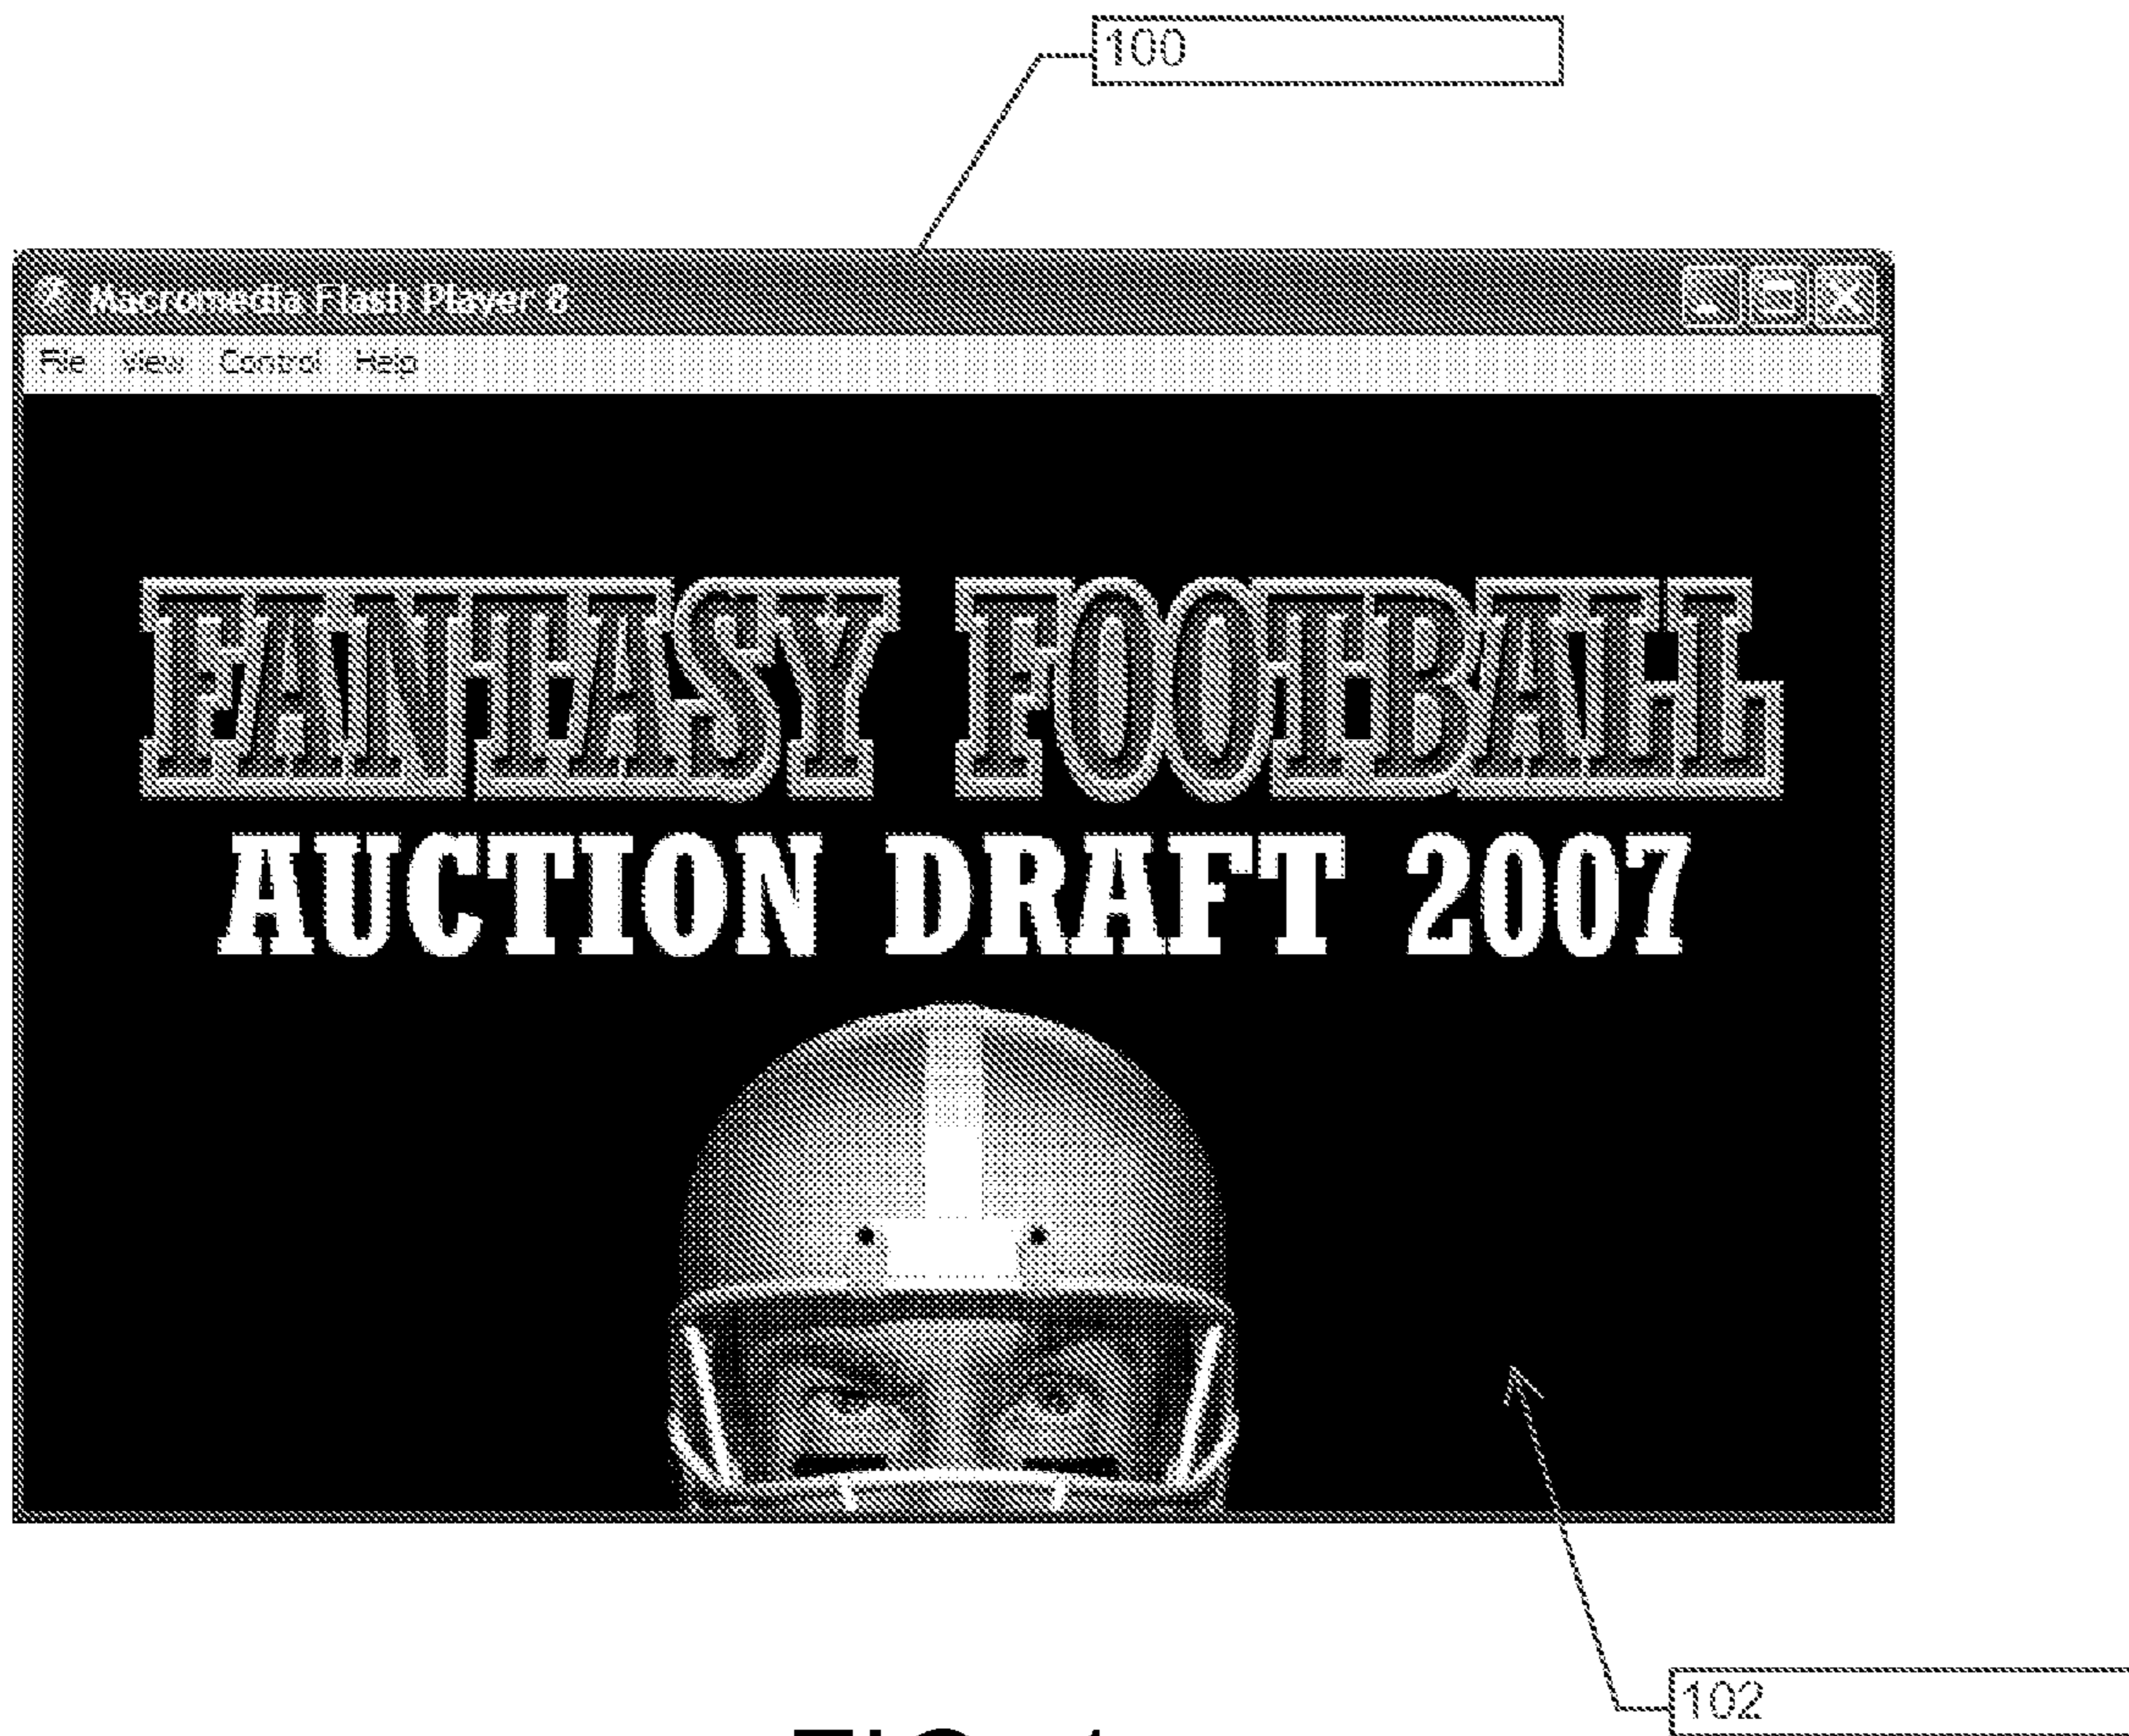 100
Macromedia Flash Player 8
File View Control Help
FANTASY FOOTBALL
AUCTION DRAFT 2007
102